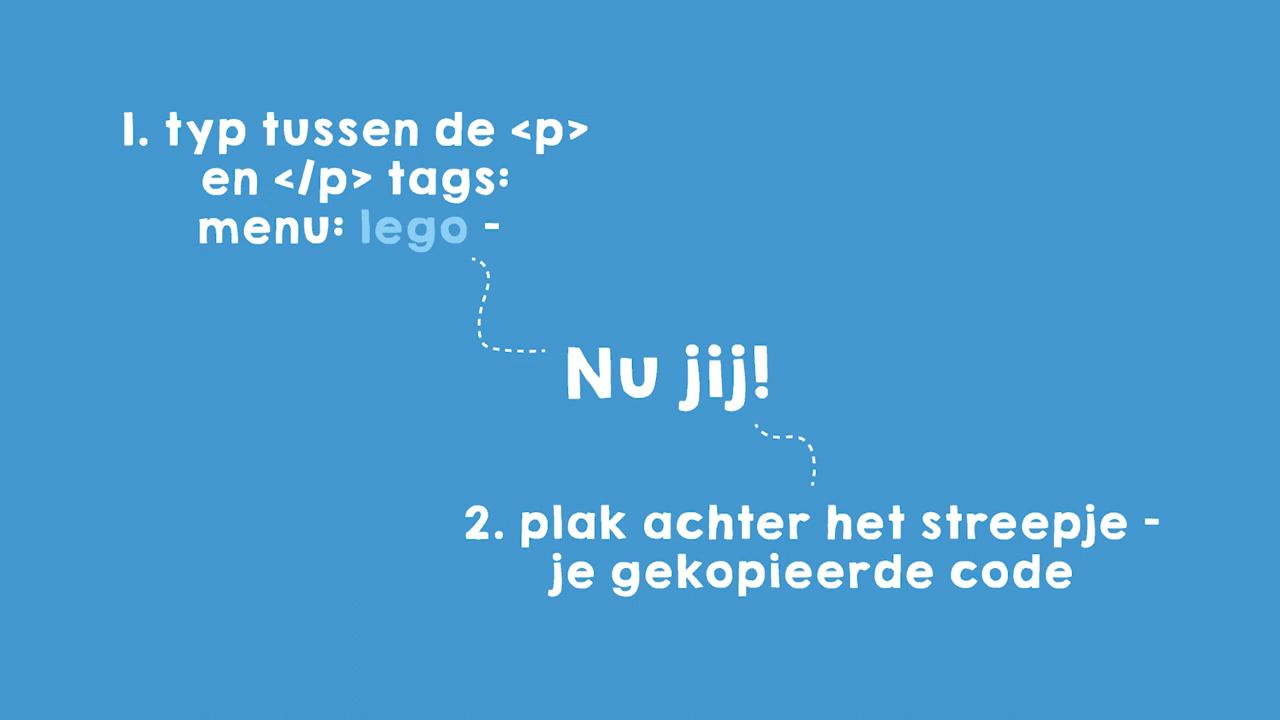 1. typ tussen de <p>
en </p> tags:
menu: lego -
Nu jij!
2. plak achter het streepje -
je gekopieerde code